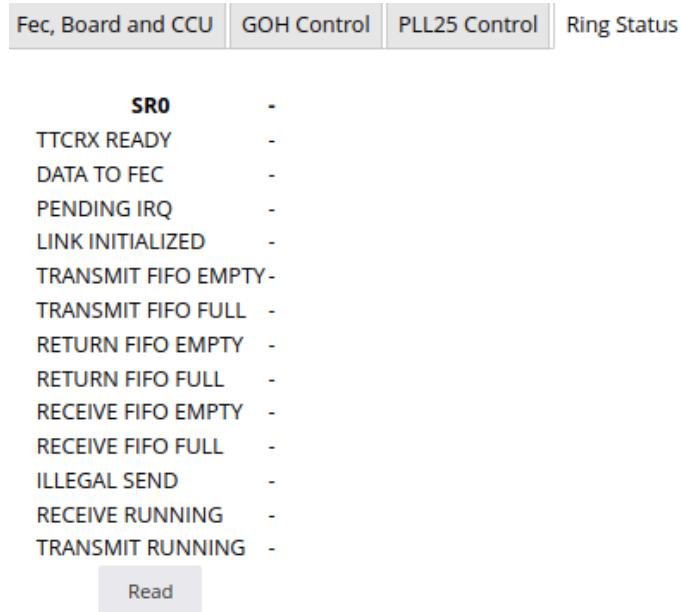 Fec, Board and CCU GOH Control PLL25 Control Ring Status
SR0 -
TTCRX READY -
DATA TO FEC -
PENDING IRQ -
LINK INITIALIZED -
TRANSMIT FIFO EMPTY -
TRANSMIT FIFO FULL -
RETURN FIFO EMPTY -
RETURN FIFO FULL -
RECEIVE FIFO EMPTY -
RECEIVE FIFO FULL -
ILLEGAL SEND -
RECEIVE RUNNING -
TRANSMIT RUNNING -
Read